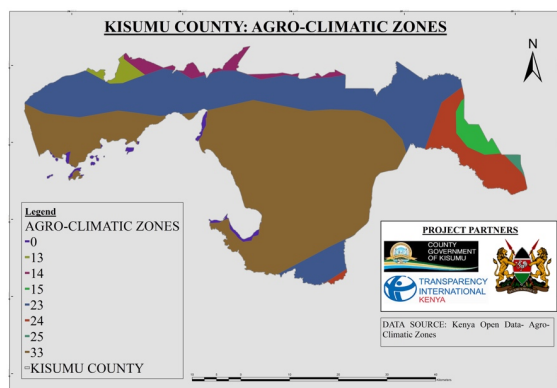 KISUMU COUNTY: AGRO-CLIMATIC ZONES
N
Legend
AGRO-CLIMATIC ZONES
0
13
14
15
23
24
25
33
KISUMU COUNTY
PROJECT PARTNERS
COUNTY
GOVERNMENT
OF KISUMU
TRANSPARENCY
INTERNATIONAL
KENYA
DATA SOURCE: Kenya Open Data- Agro-
Climatic Zones